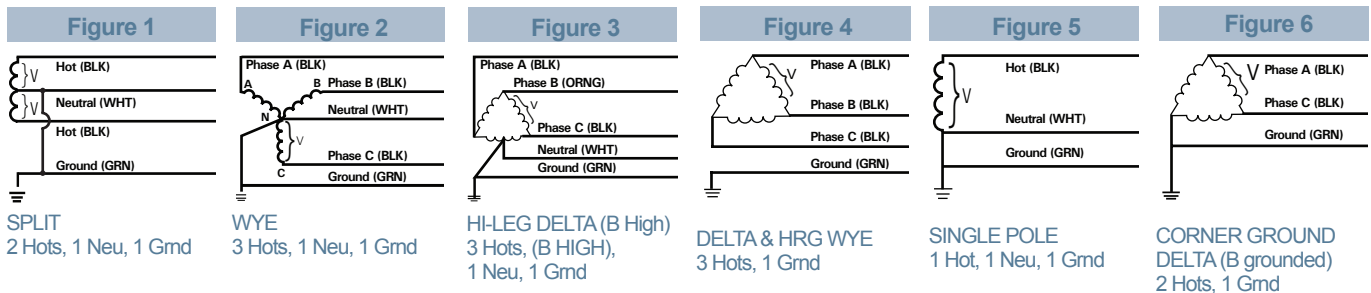 Figure 1
V
V
Hot (BLK)
Neutral (WHT)
Hot (BLK)
Ground (GRN)
SPLIT
2 Hots, 1 Neu, 1 Grnd
Figure 2
Phase A (BLK)
A
B
Phase B (BLK)
Neutral (WHT)
N
V
Phase C (BLK)
C
Ground (GRN)
WYE
3 Hots, 1 Neu, 1 Grnd
Figure 3
Phase A (BLK)
Phase B (ORNG)
V
Phase C (BLK)
Neutral (WHT)
Ground (GRN)
HI-LEG DELTA (B High)
3 Hots, (B HIGH),
1 Neu, 1 Grnd
Figure 4
V
Phase A (BLK)
Phase B (BLK)
Phase C (BLK)
Ground (GRN)
DELTA & HRG WYE
3 Hots, 1 Grnd
Figure 5
Hot (BLK)
V
Neutral (WHT)
Ground (GRN)
SINGLE POLE
1 Hot, 1 Neu, 1 Grnd
Figure 6
V Phase A (BLK)
Phase C (BLK)
Ground (GRN)
CORNER GROUND
DELTA (B grounded)
2 Hots, 1 Grnd